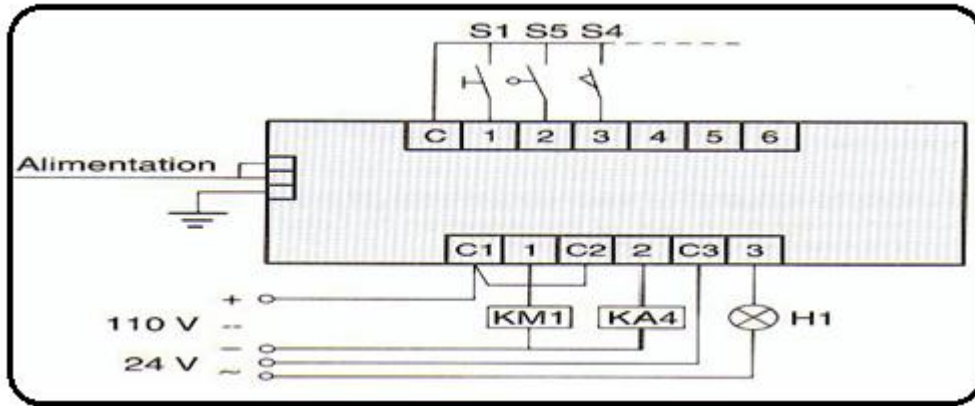 S1 S5 S4
C 1 2 3 4 5 6
Alimentation
C1 1 C2 2 C3 3
+
110 V --
KM1 KA4 H1
–
24 V
~